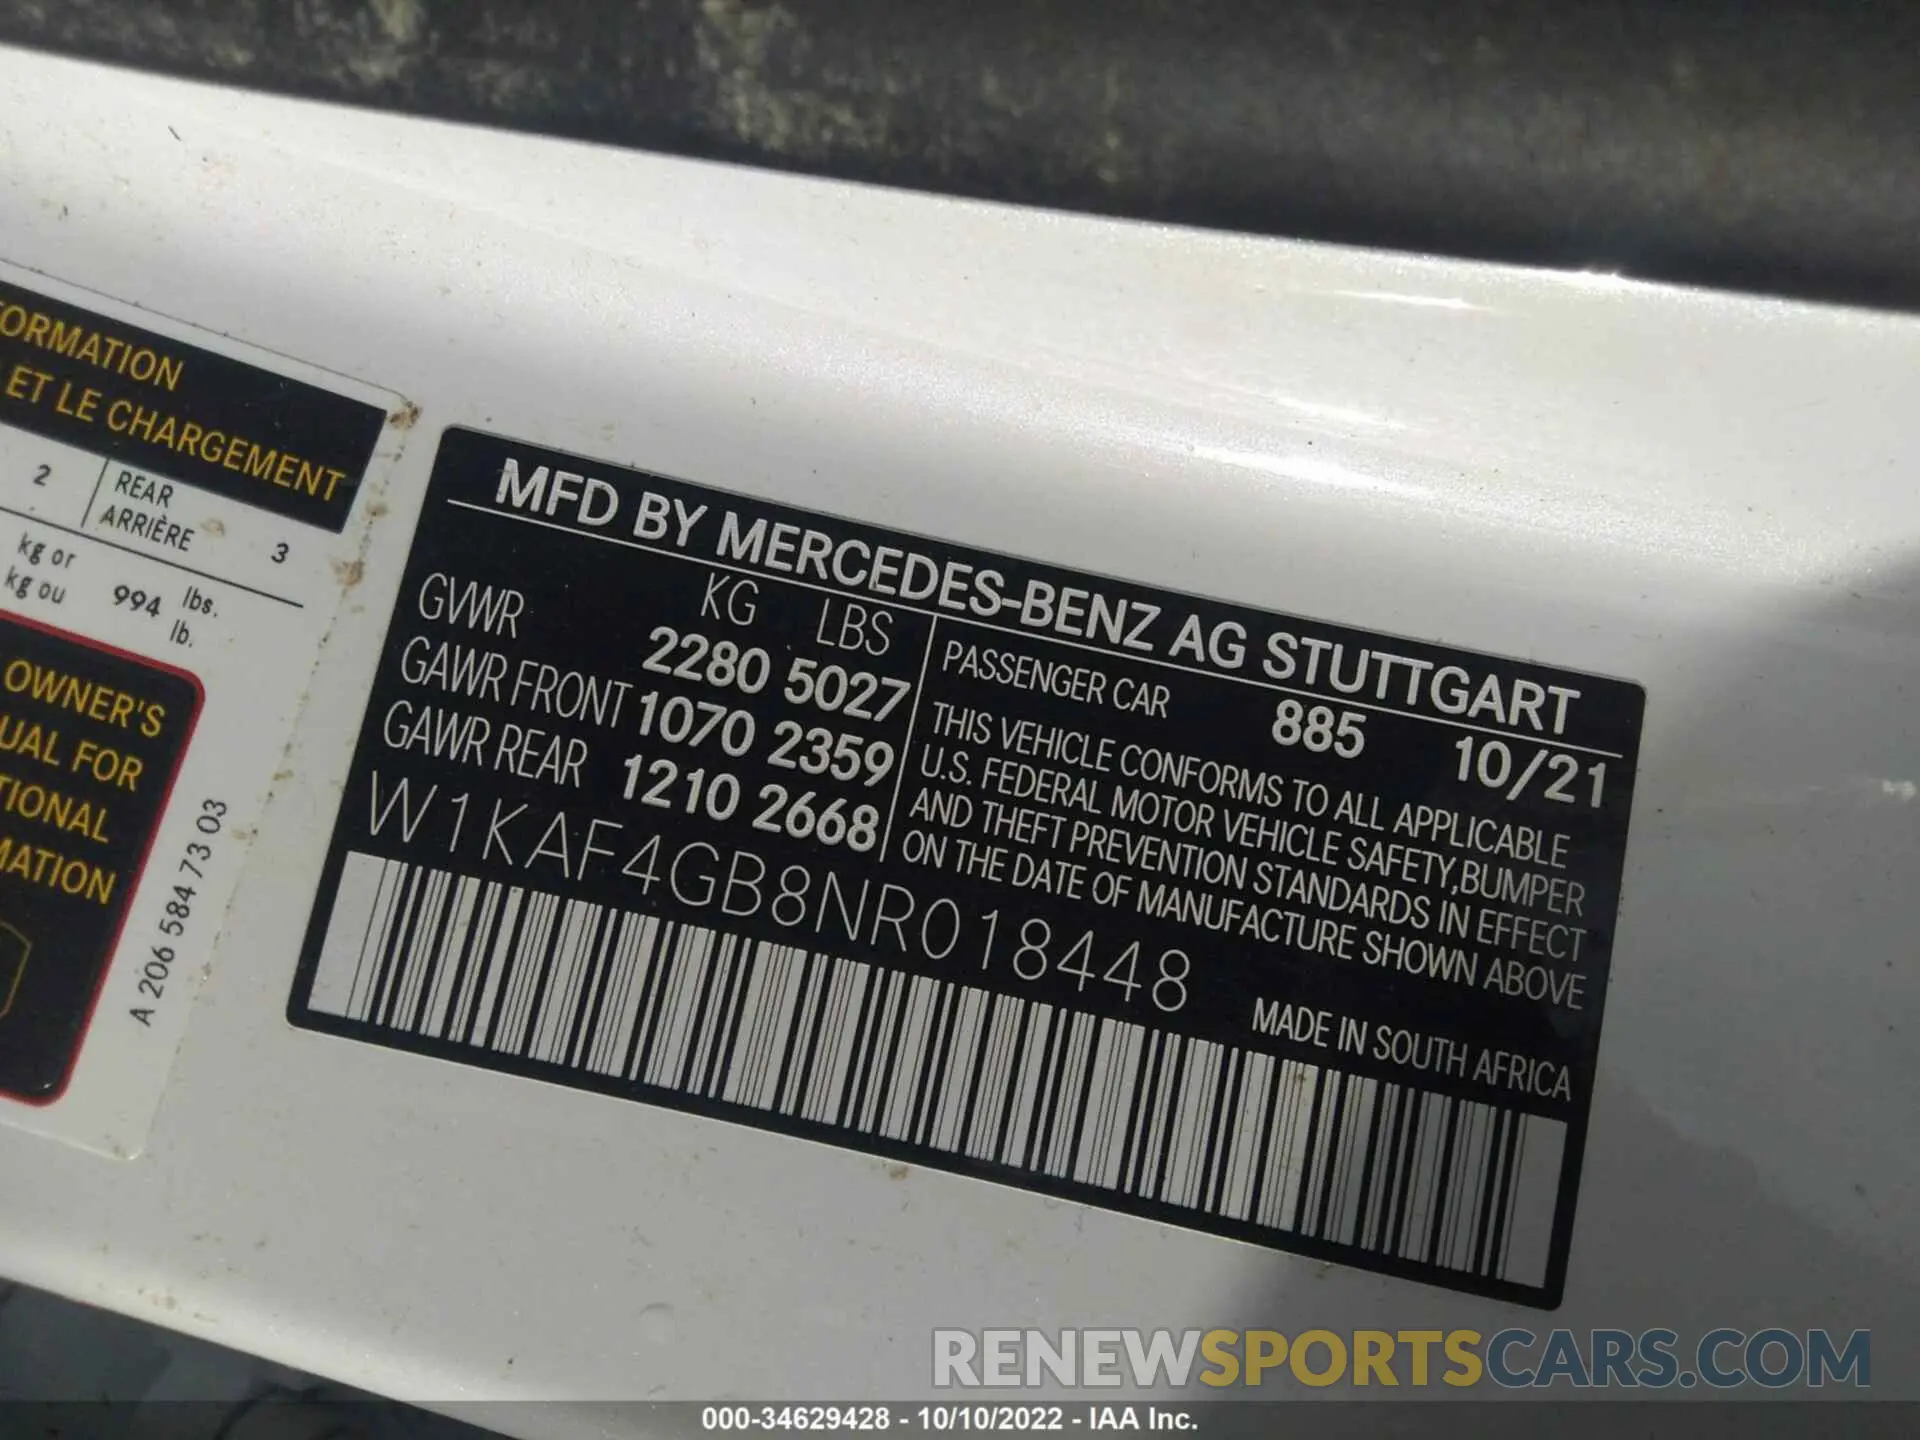 FORMATION
ET LE CHARGEMENT
2 REAR 3
ARRIÈRE
kg or 994 lbs.
kg ou lb.
OWNER'S
UAL FOR
TIONAL
MATION
A 206 584 73 03
MFD BY MERCEDES-BENZ AG STUTTGART
KG LBS
GVWR 2280 5027
GAWR FRONT 1070 2359
GAWR REAR 1210 2668
PASSENGER CAR 885 10/21
THIS VEHICLE CONFORMS TO ALL APPLICABLE
U.S. FEDERAL MOTOR VEHICLE SAFETY, BUMPER
AND THEFT PREVENTION STANDARDS IN EFFECT
ON THE DATE OF MANUFACTURE SHOWN ABOVE
W1KAF4GB8NR018448
MADE IN SOUTH AFRICA
RENEWSPORTSCARS.COM
000-34629428 - 10/10/2022 - IAA Inc.